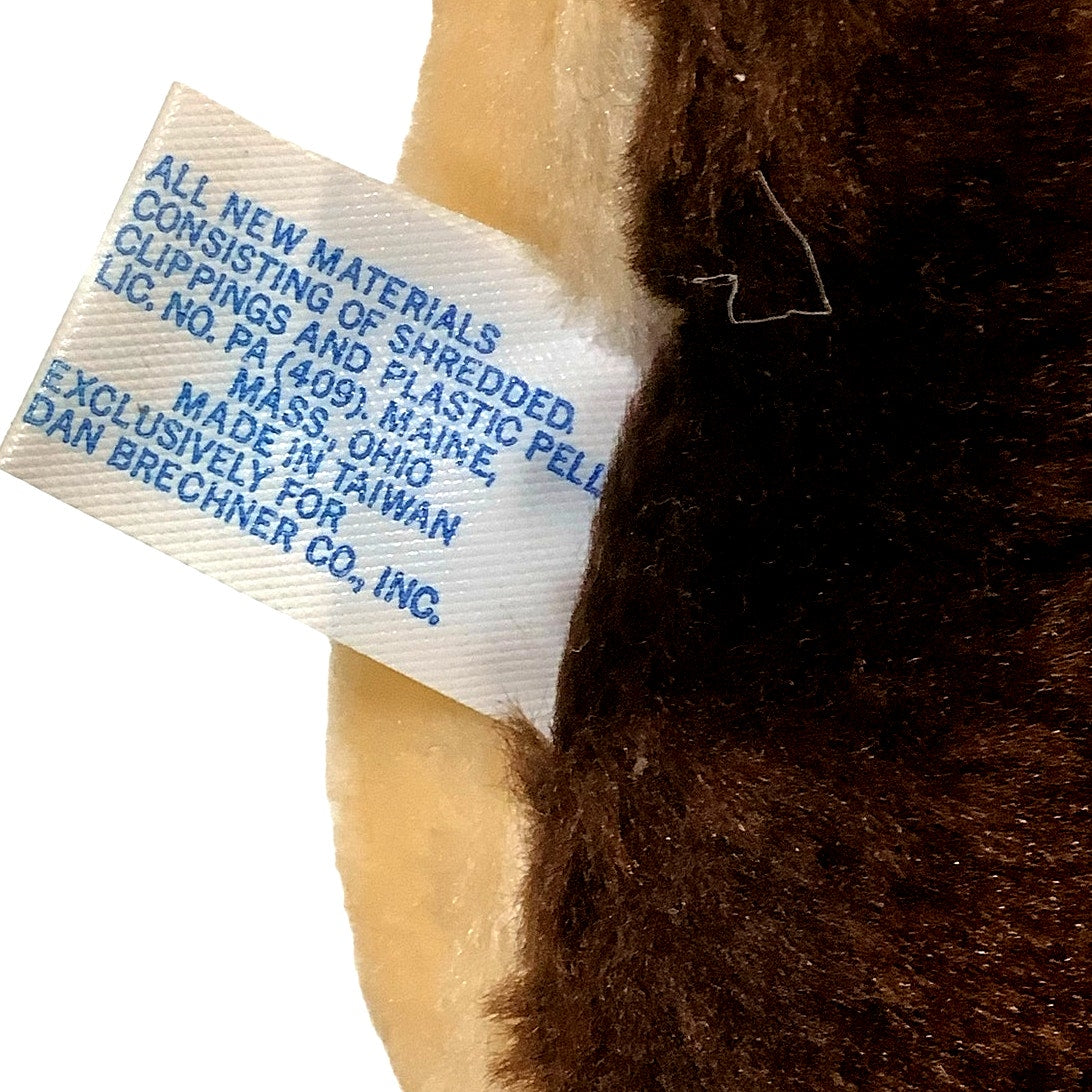 ALL NEW MATERIALS
CONSISTING OF SHREDDED.
CLIPPINGS AND PLASTIC PELL
LIC. NO. PA (409). MAINE,
MASS, OHIO
MADE IN TAIWAN
EXCLUSIVELY FOR
DAN BRECHNER CO., INC.